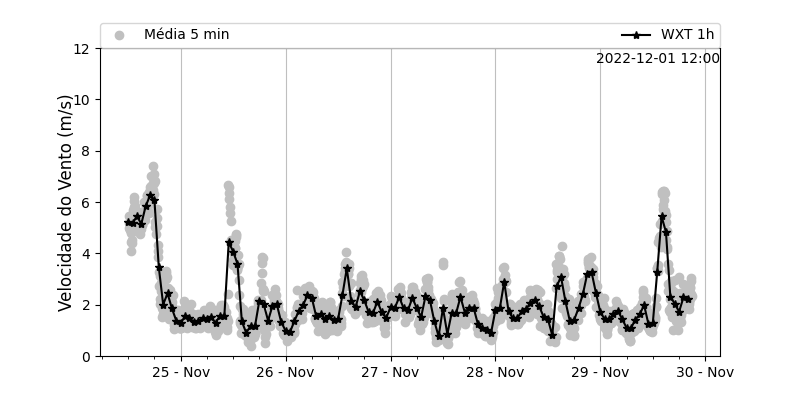 Média 5 min
WXT 1h
2022-12-01 12:00
Velocidade do Vento (m/s)
12
10
8
6
4
2
0
25 - Nov 26 - Nov 27 - Nov 28 - Nov 29 - Nov 30 - Nov